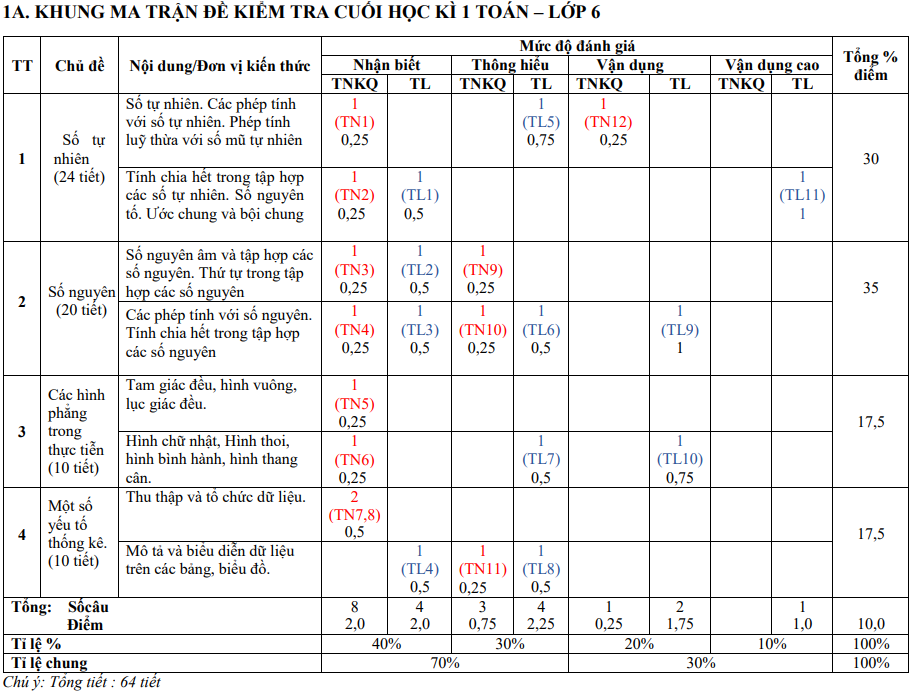 1A. KHUNG MA TRẬN ĐỀ KIỂM TRA CUỐI HỌC KÌ 1 TOÁN – LỚP 6
TT Chủ đề Nội dung/Đơn vị kiến thức Mức độ đánh giá Tổng % điểm
Nhận biết Thông hiểu Vận dụng Vận dụng cao
TNKQ TL TNKQ TL TNKQ TL TNKQ TL
1
Số tự
nhiên
(24 tiết)
Số tự nhiên. Các phép tính
với số tự nhiên. Phép tính
luỹ thừa với số mũ tự nhiên
1 1 1
(TN1) (TL5) (TN12)
0,25 0,75 0,25
30
Tính chia hết trong tập hợp
các số tự nhiên. Số nguyên
tố. Ước chung và bội chung
1 1 1
(TN2) (TL1) (TL11)
0,25 0,5 1
2
Số nguyên
(20 tiết)
Số nguyên âm và tập hợp các
số nguyên. Thứ tự trong tập
hợp các số nguyên
1 1 1
(TN3) (TL2) (TN9)
0,25 0,5 0,25
35
Các phép tính với số nguyên.
Tính chia hết trong tập hợp
các số nguyên
1 1 1 1 1
(TN4) (TL3) (TN10) (TL6) (TL9)
0,25 0,5 0,25 0,5 1
3
Các hình
phẳng
trong
thực tiễn
(10 tiết)
Tam giác đều, hình vuông,
lục giác đều.
1
(TN5)
0,25
17,5
Hình chữ nhật, Hình thoi,
hình bình hành, hình thang
cân.
1 1 1
(TN6) (TL7) (TL10)
0,25 0,5 0,75
4
Một số
yếu tố
thống kê.
(10 tiết)
Thu thập và tổ chức dữ liệu.
2
(TN7,8)
0,5
17,5
Mô tả và biểu diễn dữ liệu
trên các bảng, biểu đồ.
1 1 1
(TL4) (TN11) (TL8)
0,5 0,25 0,5
Tổng: Sốcâu 8 4 3 4 1 2 1
Điểm 2,0 2,0 0,75 2,25 0,25 1,75 1,0 10,0
Tỉ lệ % 40% 30% 20% 10% 100%
Tỉ lệ chung 70% 30% 100%
Chú ý: Tổng tiết : 64 tiết